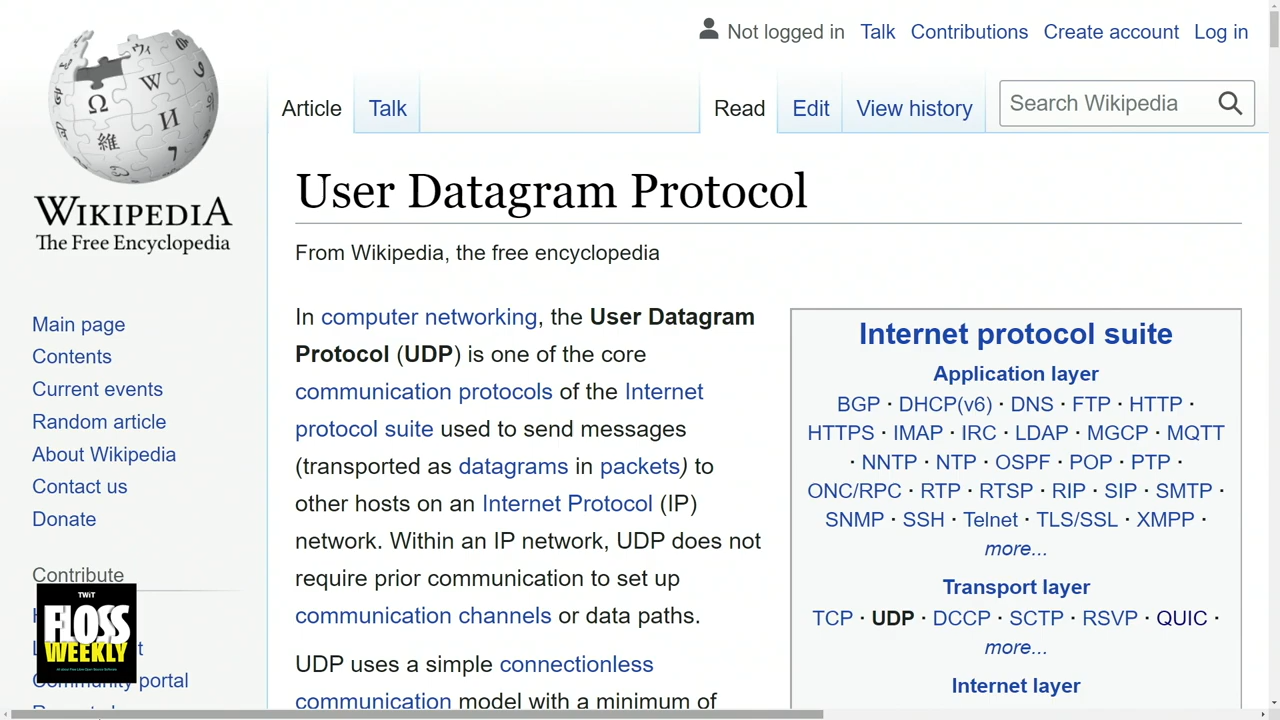 Not logged in Talk Contributions Create account Log in
Article Talk Read Edit View history Search Wikipedia
WIKIPEDIA
The Free Encyclopedia
User Datagram Protocol
From Wikipedia, the free encyclopedia
Main page
Contents
Current events
Random article
About Wikipedia
Contact us
Donate
Contribute
Community portal
TWiT
FLOSS
WEEKLY
In computer networking, the User Datagram
Protocol (UDP) is one of the core
communication protocols of the Internet
protocol suite used to send messages
(transported as datagrams in packets) to
other hosts on an Internet Protocol (IP)
network. Within an IP network, UDP does not
require prior communication to set up
communication channels or data paths.
UDP uses a simple connectionless
communication model with a minimum of
Internet protocol suite
Application layer
BGP · DHCP(v6) · DNS · FTP · HTTP ·
HTTPS · IMAP · IRC · LDAP · MGCP · MQTT
· NNTP · NTP · OSPF · POP · PTP ·
ONC/RPC · RTP · RTSP · RIP · SIP · SMTP ·
SNMP · SSH · Telnet · TLS/SSL · XMPP ·
more...
Transport layer
TCP · UDP · DCCP · SCTP · RSVP · QUIC ·
more...
Internet layer